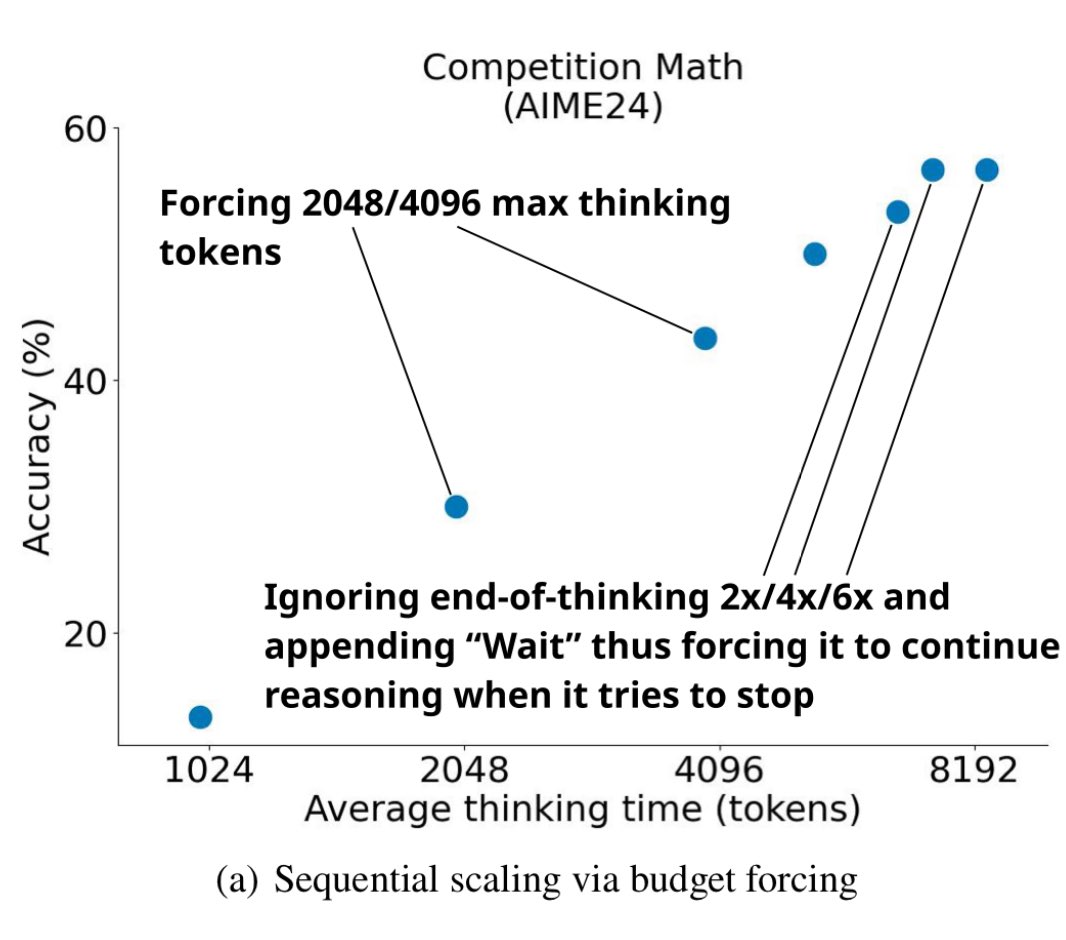 Competition Math
(AIME24)
60
Forcing 2048/4096 max thinking
tokens
40
Accuracy (%)
Ignoring end-of-thinking 2x/4x/6x and
appending “Wait” thus forcing it to continue
reasoning when it tries to stop
20
1024 2048 4096 8192
Average thinking time (tokens)
(a) Sequential scaling via budget forcing